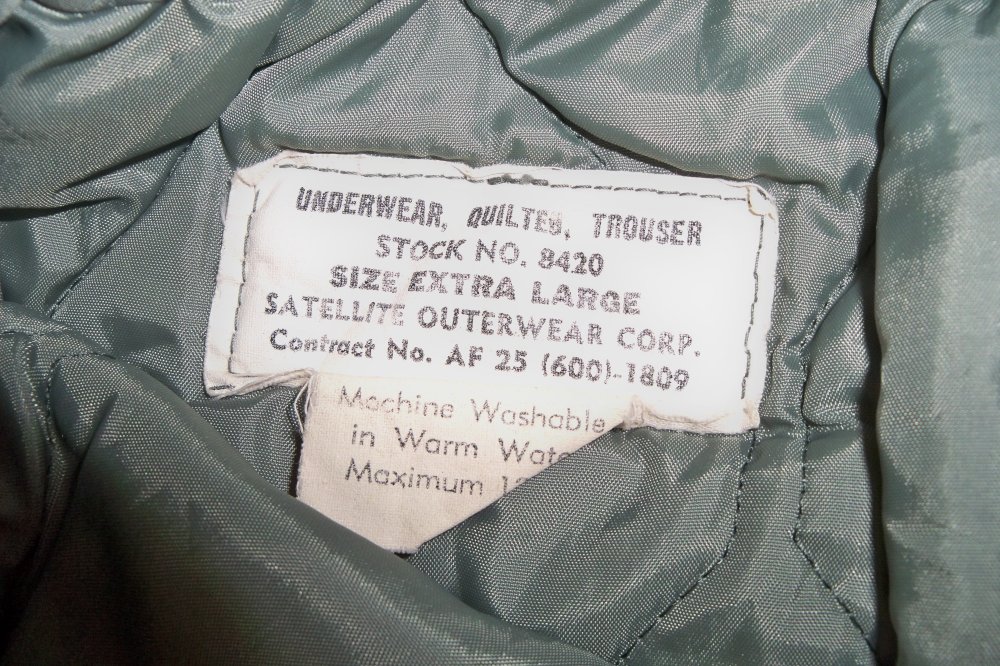 UNDERWEAR, QUILTED, TROUSER
STOCK NO. 8420
SIZE EXTRA LARGE
SATELLITE OUTERWEAR CORP.
Contract No. AF 25 (600)-1809
Machine Washable
in Warm
Maximum